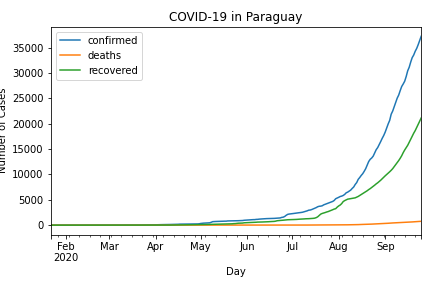 COVID-19 in Paraguay
confirmed
deaths
recovered
35000
30000
25000
20000
15000
10000
5000
0
Number of Cases
Feb Mar Apr May Jun Jul Aug Sep
2020
Day